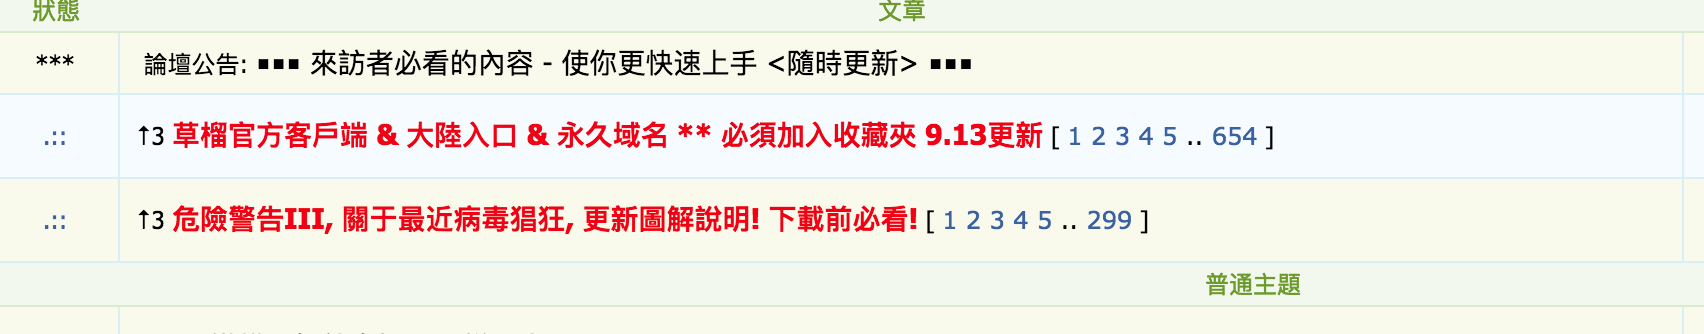 狀態 文章
*** 論壇公告: ▪▪▪ 來訪者必看的內容 - 使你更快速上手 <隨時更新> ▪▪▪
.:: ↑3 草榴官方客戶端 & 大陸入口 & 永久域名 ** 必須加入收藏夾 9.13更新 [ 1 2 3 4 5 .. 654 ]
.:: ↑3 危險警告III, 關于最近病毒猖狂, 更新圖解說明! 下載前必看! [ 1 2 3 4 5 .. 299 ]
普通主題